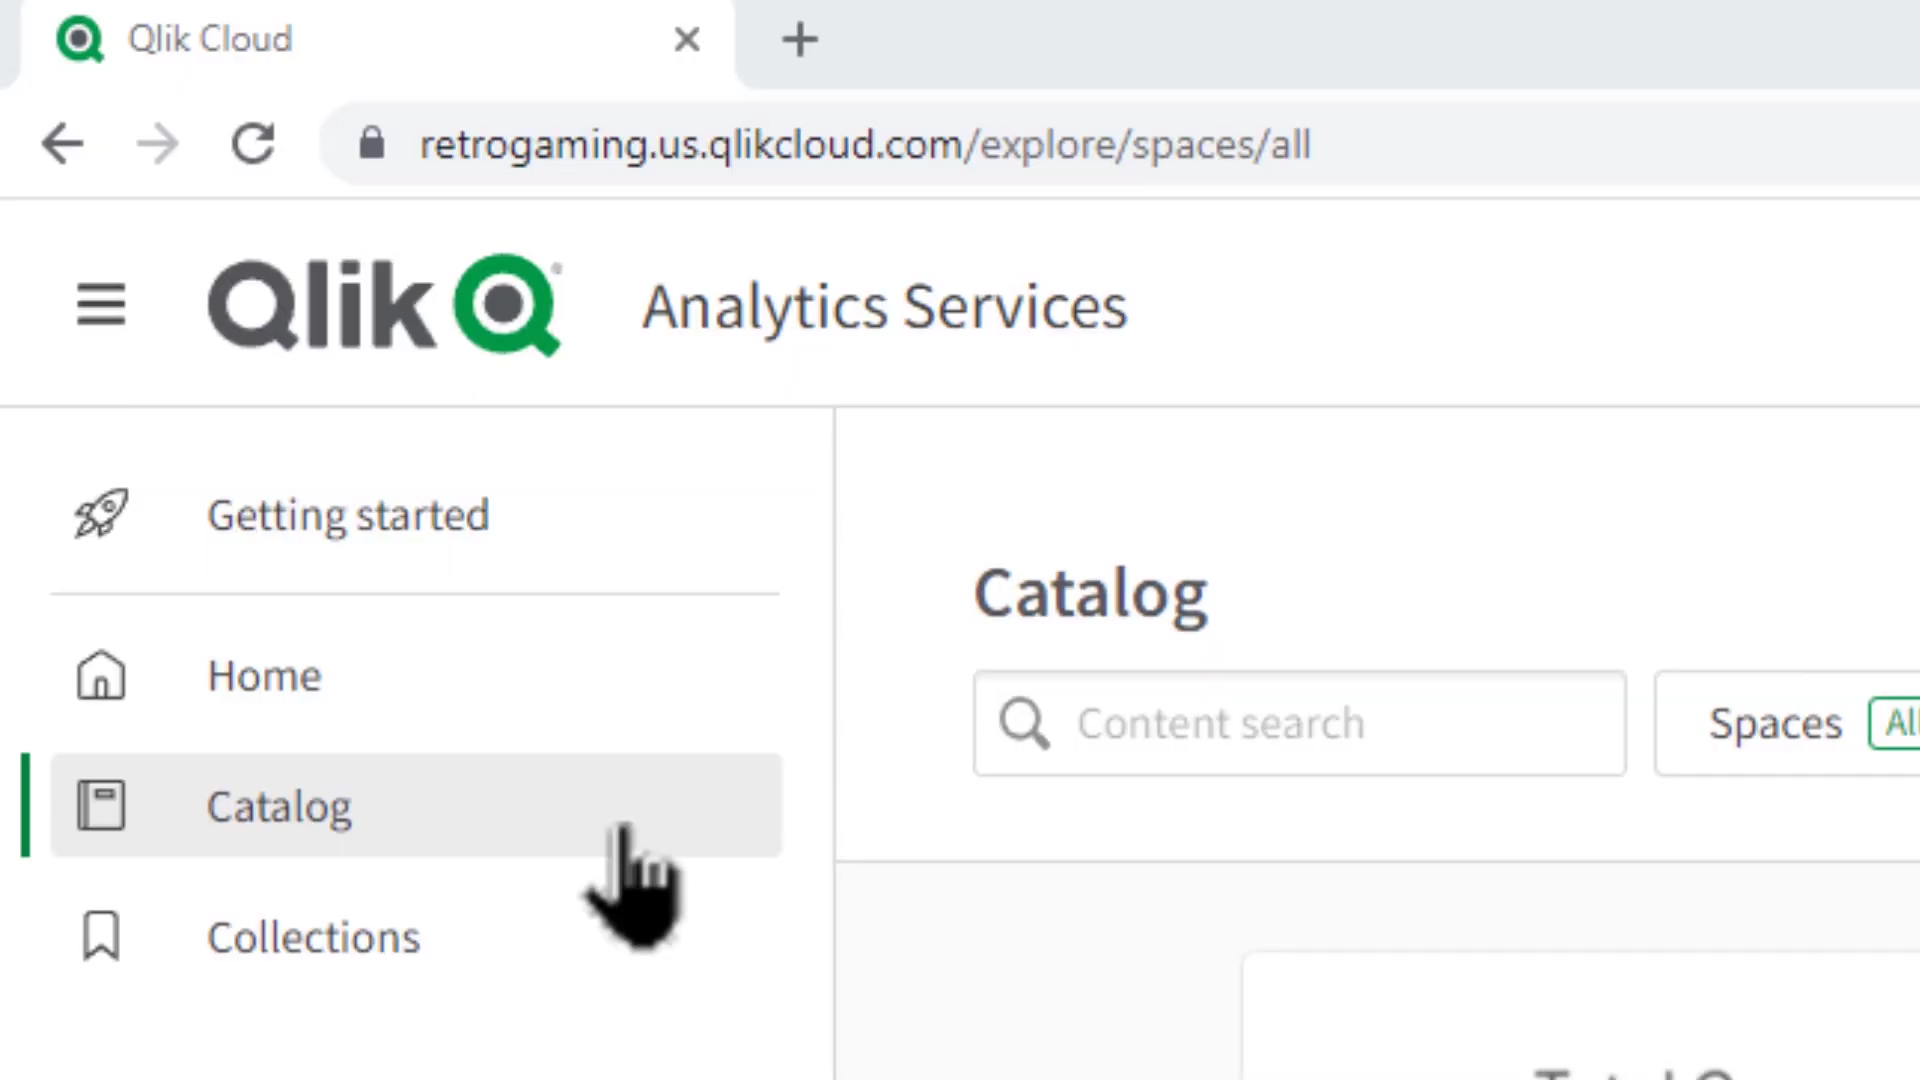 Qlik Cloud
retrogaming.us.qlikcloud.com/explore/spaces/all
Qlik Analytics Services
Getting started
Catalog
Home
Content search Spaces All
Catalog
Collections